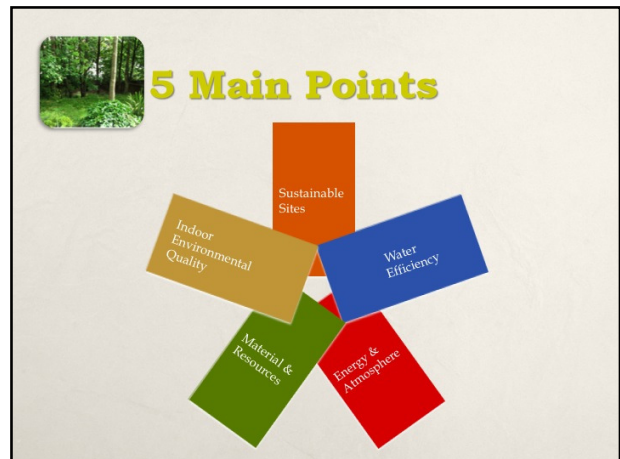 5 Main Points
Sustainable
Sites
Water
Efficiency
Energy &
Atmosphere
Material &
Resources
Indoor
Environmental
Quality